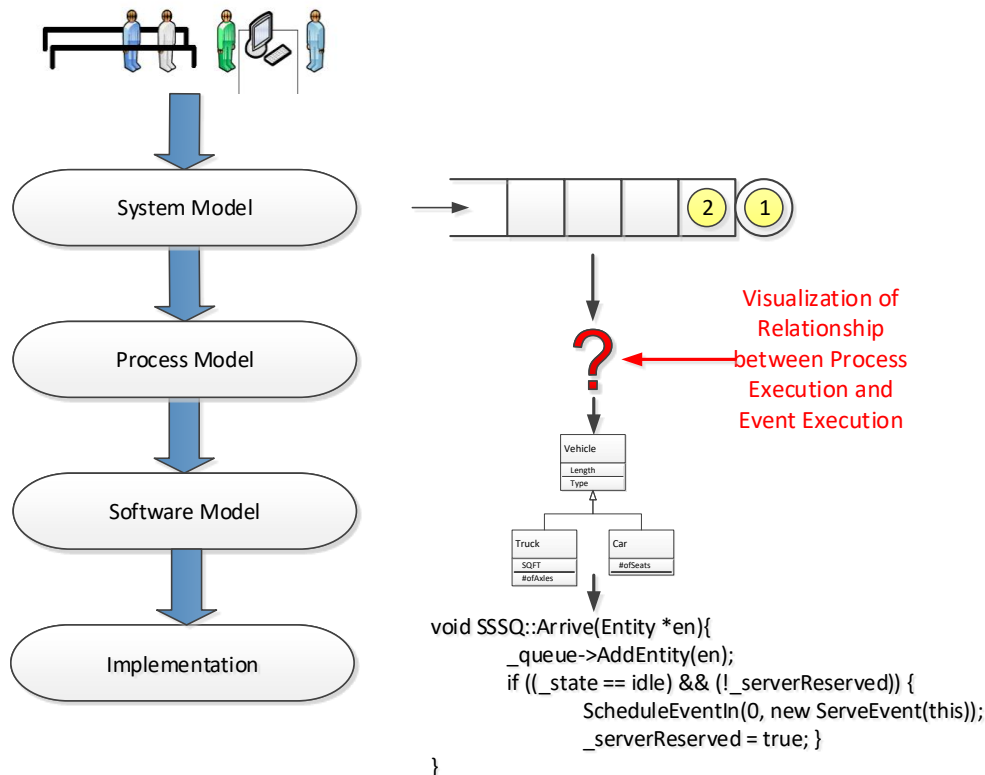 System Model
2
1
Process Model
?
Visualization of
Relationship
between Process
Execution and
Event Execution
Vehicle
Length
Type
Software Model
Truck
SQFT
#ofAxles
Car
#ofSeats
Implementation
void SSSQ::Arrive(Entity *en){
_queue->AddEntity(en);
if ((_state == idle) && (!_serverReserved)) {
ScheduleEventIn(0, new ServeEvent(this));
_serverReserved = true; }
}